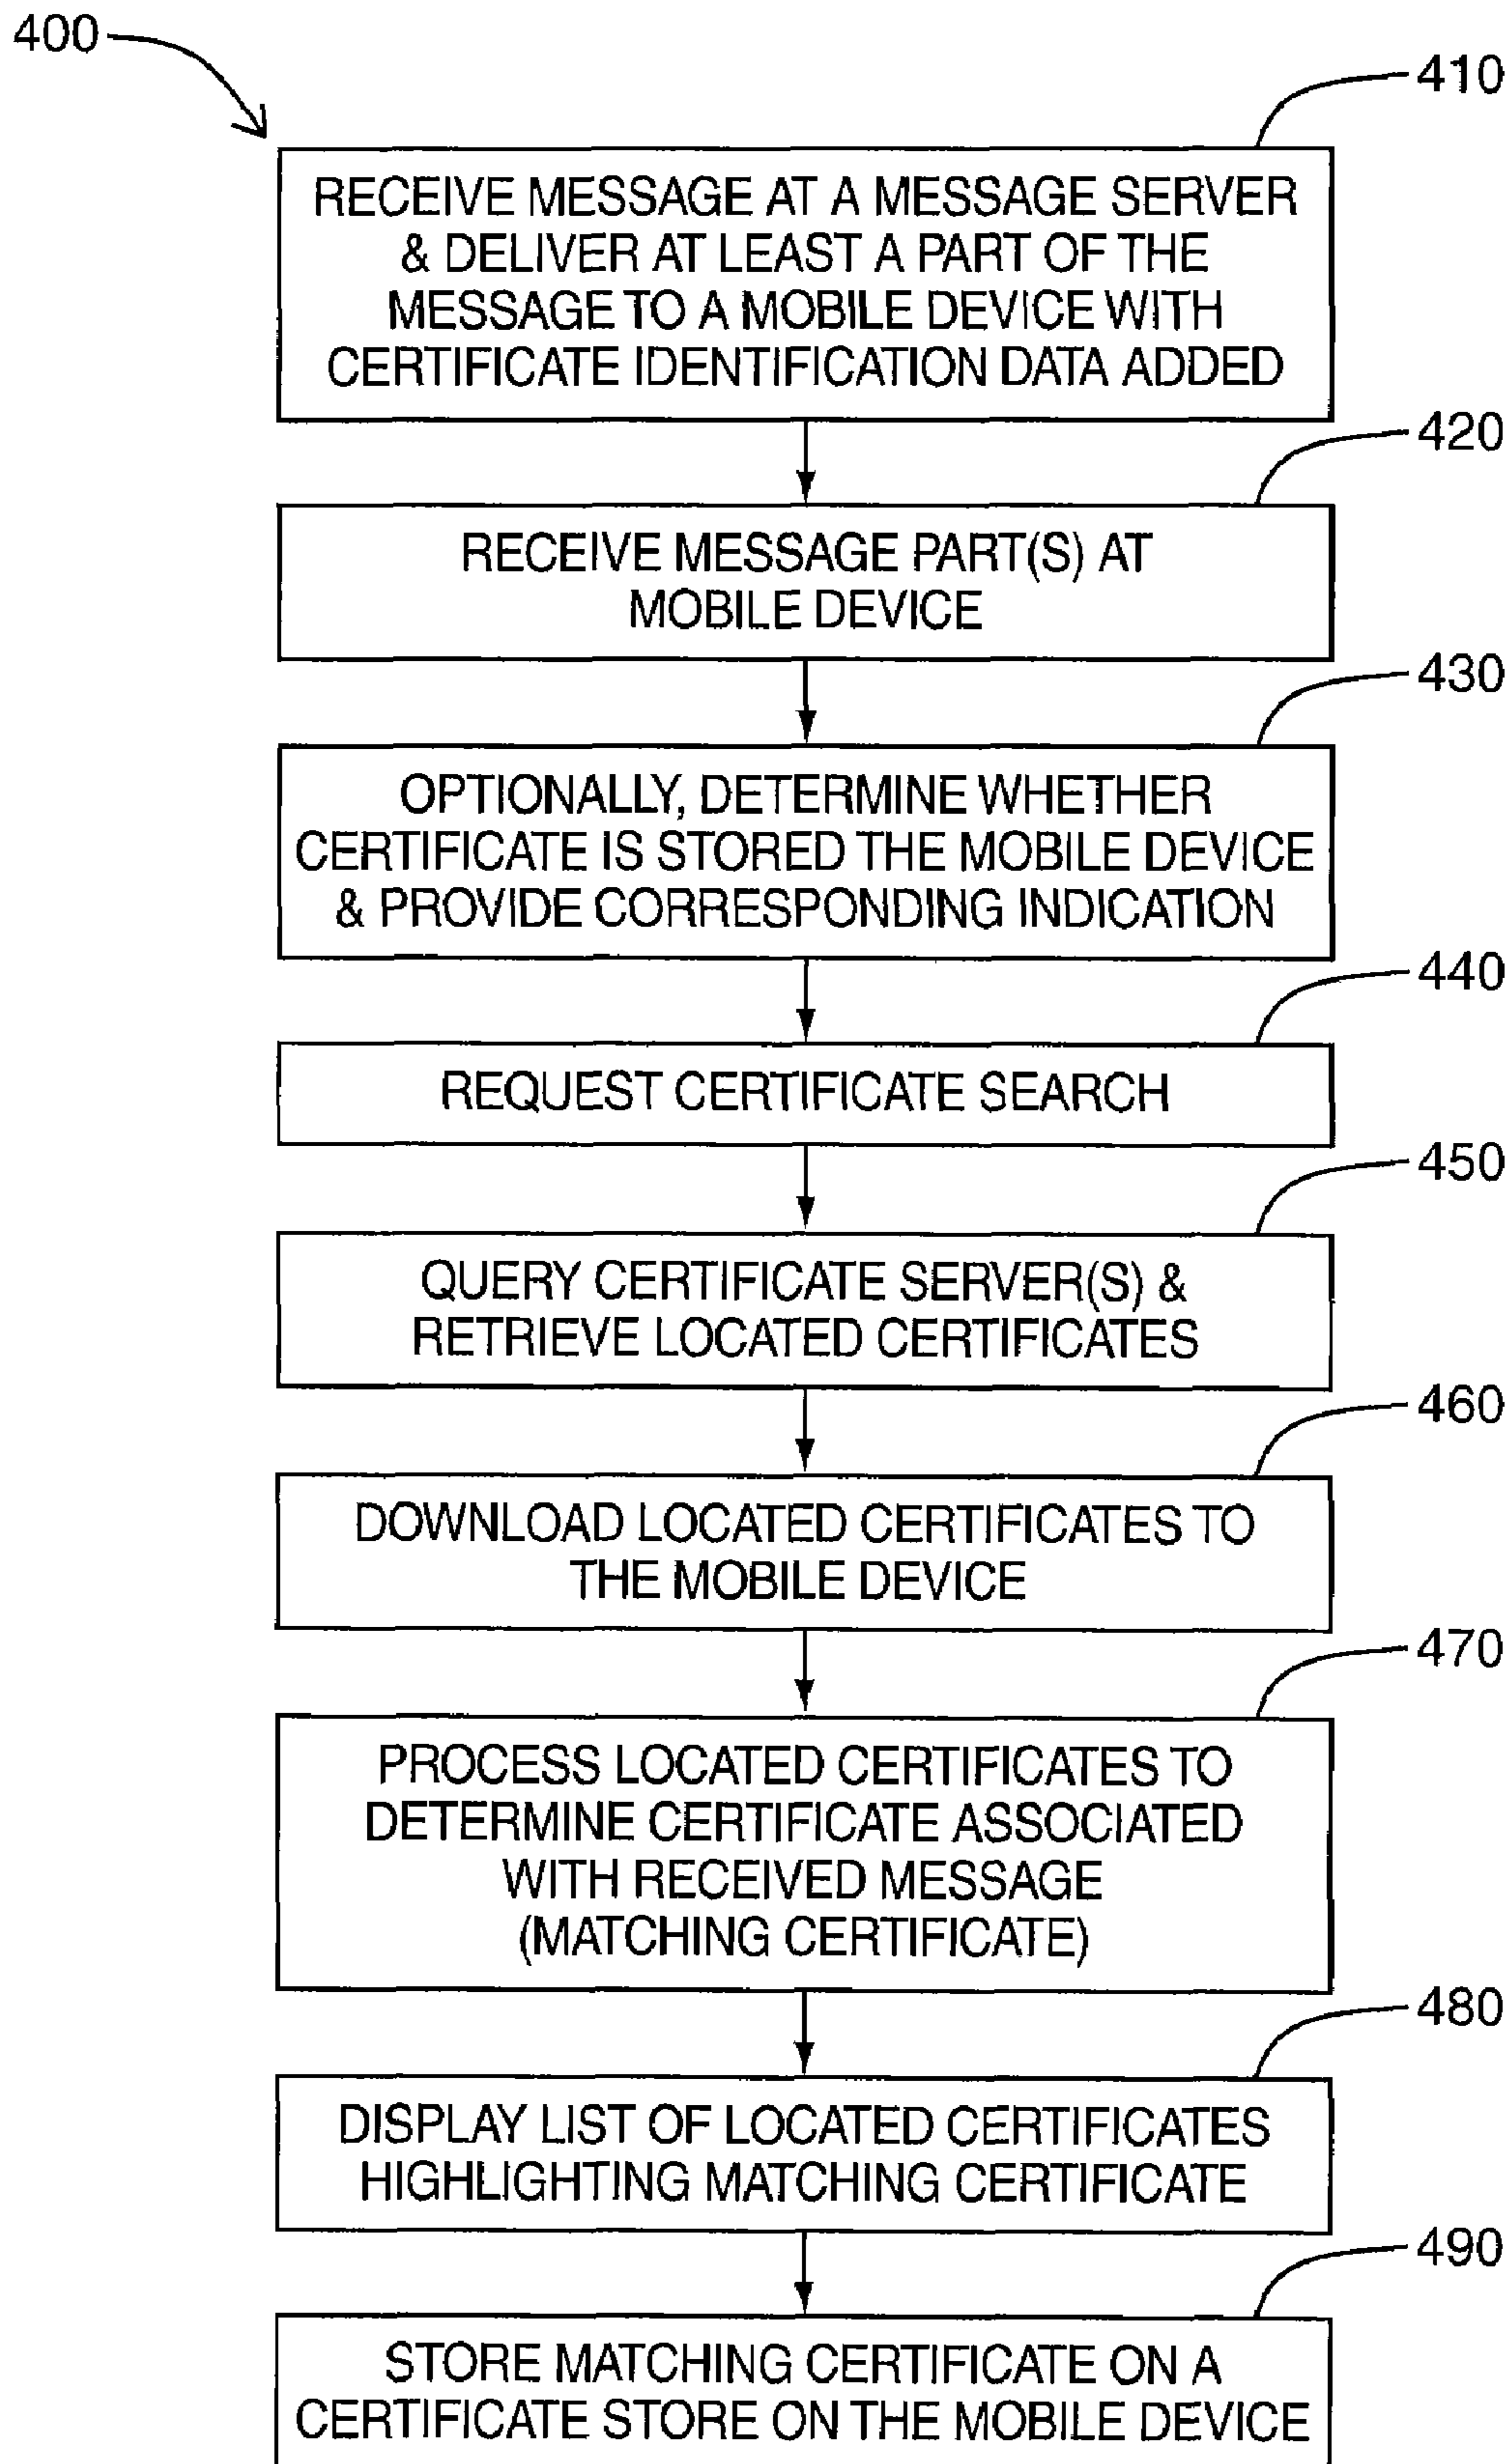 400
410
RECEIVE MESSAGE AT A MESSAGE SERVER
& DELIVER AT LEAST A PART OF THE
MESSAGE TO A MOBILE DEVICE WITH
CERTIFICATE IDENTIFICATION DATA ADDED
420
RECEIVE MESSAGE PART(S) AT
MOBILE DEVICE
430
OPTIONALLY, DETERMINE WHETHER
CERTIFICATE IS STORED THE MOBILE DEVICE
& PROVIDE CORRESPONDING INDICATION
440
REQUEST CERTIFICATE SEARCH
450
QUERY CERTIFICATE SERVER(S) &
RETRIEVE LOCATED CERTIFICATES
460
DOWNLOAD LOCATED CERTIFICATES TO
THE MOBILE DEVICE
470
PROCESS LOCATED CERTIFICATES TO
DETERMINE CERTIFICATE ASSOCIATED
WITH RECEIVED MESSAGE
(MATCHING CERTIFICATE)
480
DISPLAY LIST OF LOCATED CERTIFICATES
HIGHLIGHTING MATCHING CERTIFICATE
490
STORE MATCHING CERTIFICATE ON A
CERTIFICATE STORE ON THE MOBILE DEVICE